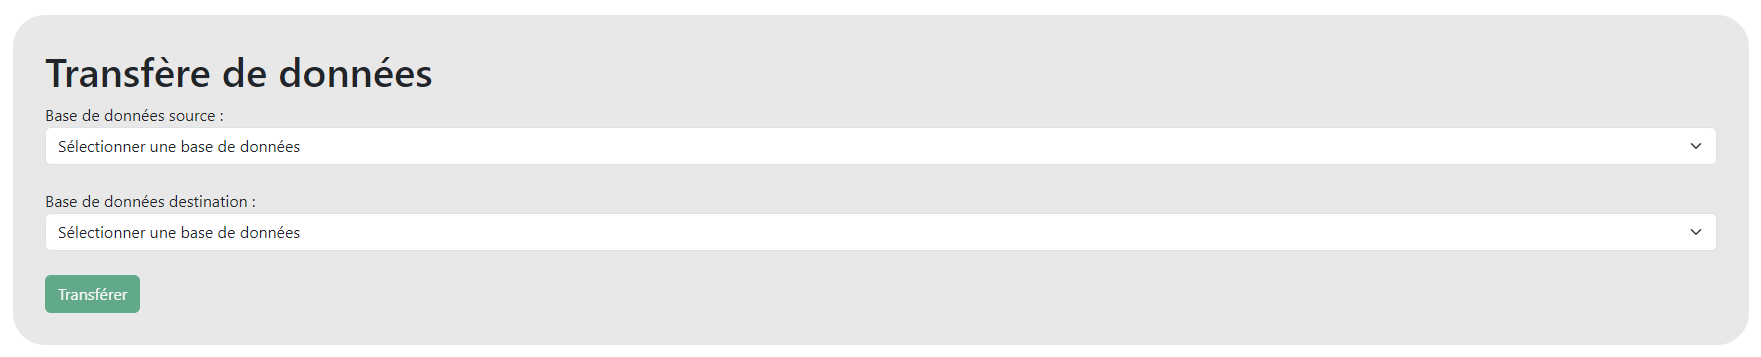 Transfère de données
Base de données source :
Sélectionner une base de données
Base de données destination :
Sélectionner une base de données
Transférer